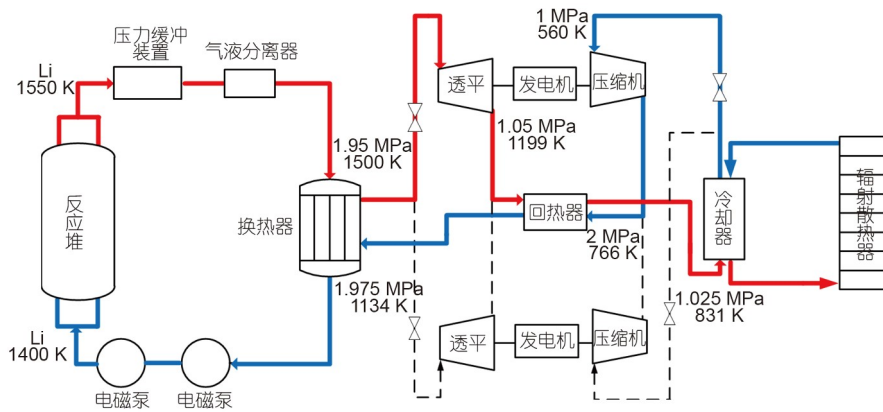 压力缓冲
装置
气液分离器
Li
1550 K
1 MPa
560 K
透平
发电机
压缩机
1.05 MPa
1199 K
1.95 MPa
1500 K
反应堆
换热器
回热器
冷却器
辐射散热器
2 MPa
766 K
1.975 MPa
1134 K
1.025 MPa
831 K
Li
1400 K
透平
发电机
压缩机
电磁泵
电磁泵